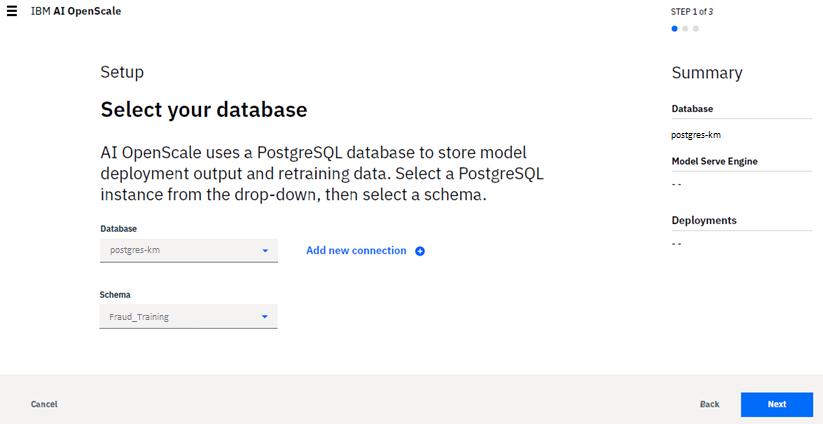 IBM AI OpenScale
STEP 1 of 3
Setup
Select your database
AI OpenScale uses a PostgreSQL database to store model
deployment output and retraining data. Select a PostgreSQL
instance from the drop-down, then select a schema.
Database
postgres-km
Add new connection
Schema
Fraud_Training
Summary
Database
postgres-km
Model Serve Engine
- -
Deployments
- -
Cancel
Back
Next